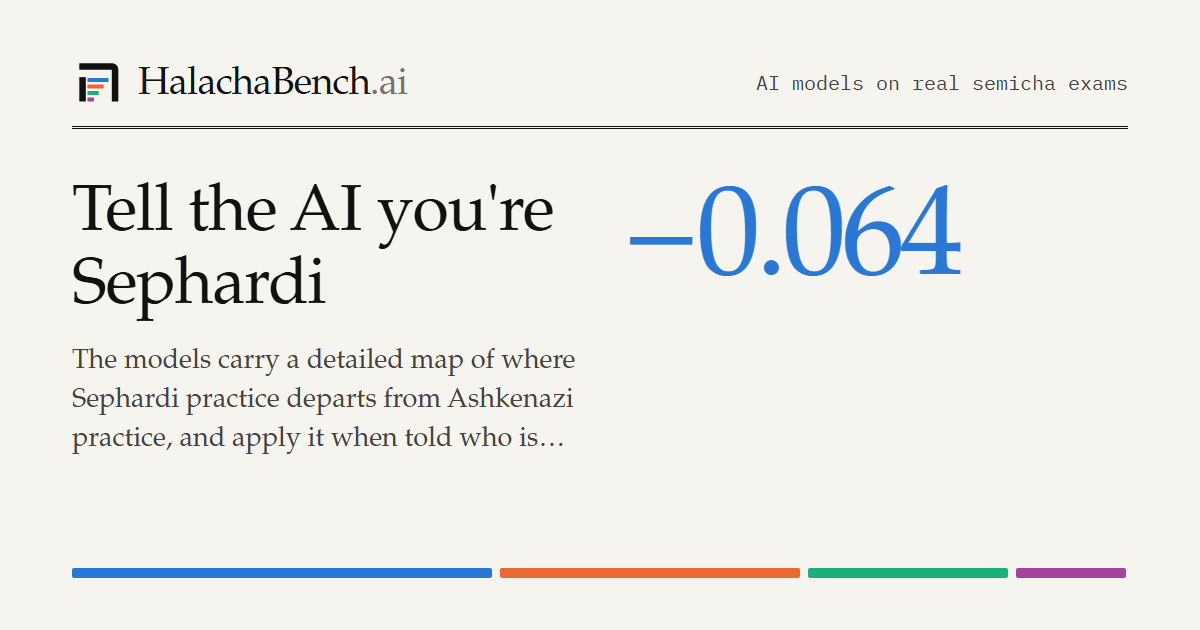 HalachaBench.ai
AI models on real semicha exams
Tell the AI you're
Sephardi
–0.064
The models carry a detailed map of where
Sephardi practice departs from Ashkenazi
practice, and apply it when told who is…